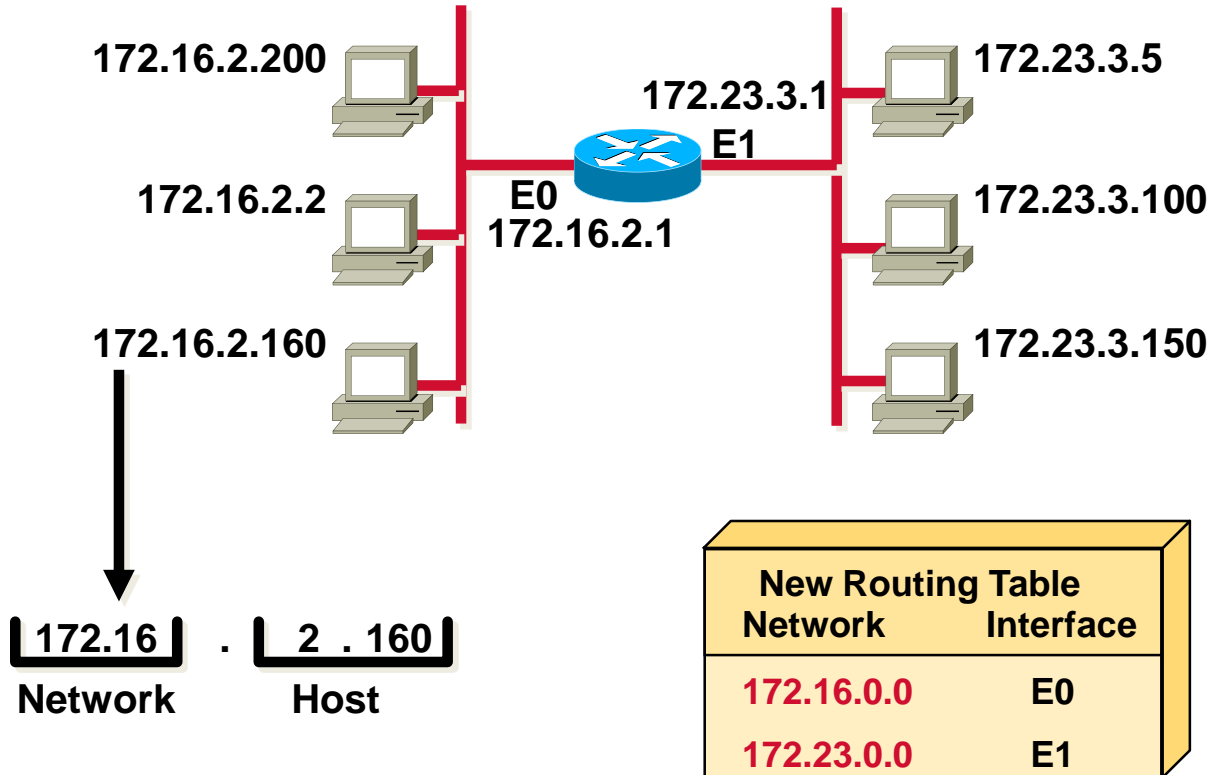 172.16.2.200
172.23.3.5
172.23.3.1
E1
172.16.2.2
E0
172.23.3.100
172.16.2.1
172.16.2.160
172.23.3.150
172.16 . 2 . 160
Network Host
New Routing Table
Network Interface
172.16.0.0 E0
172.23.0.0 E1